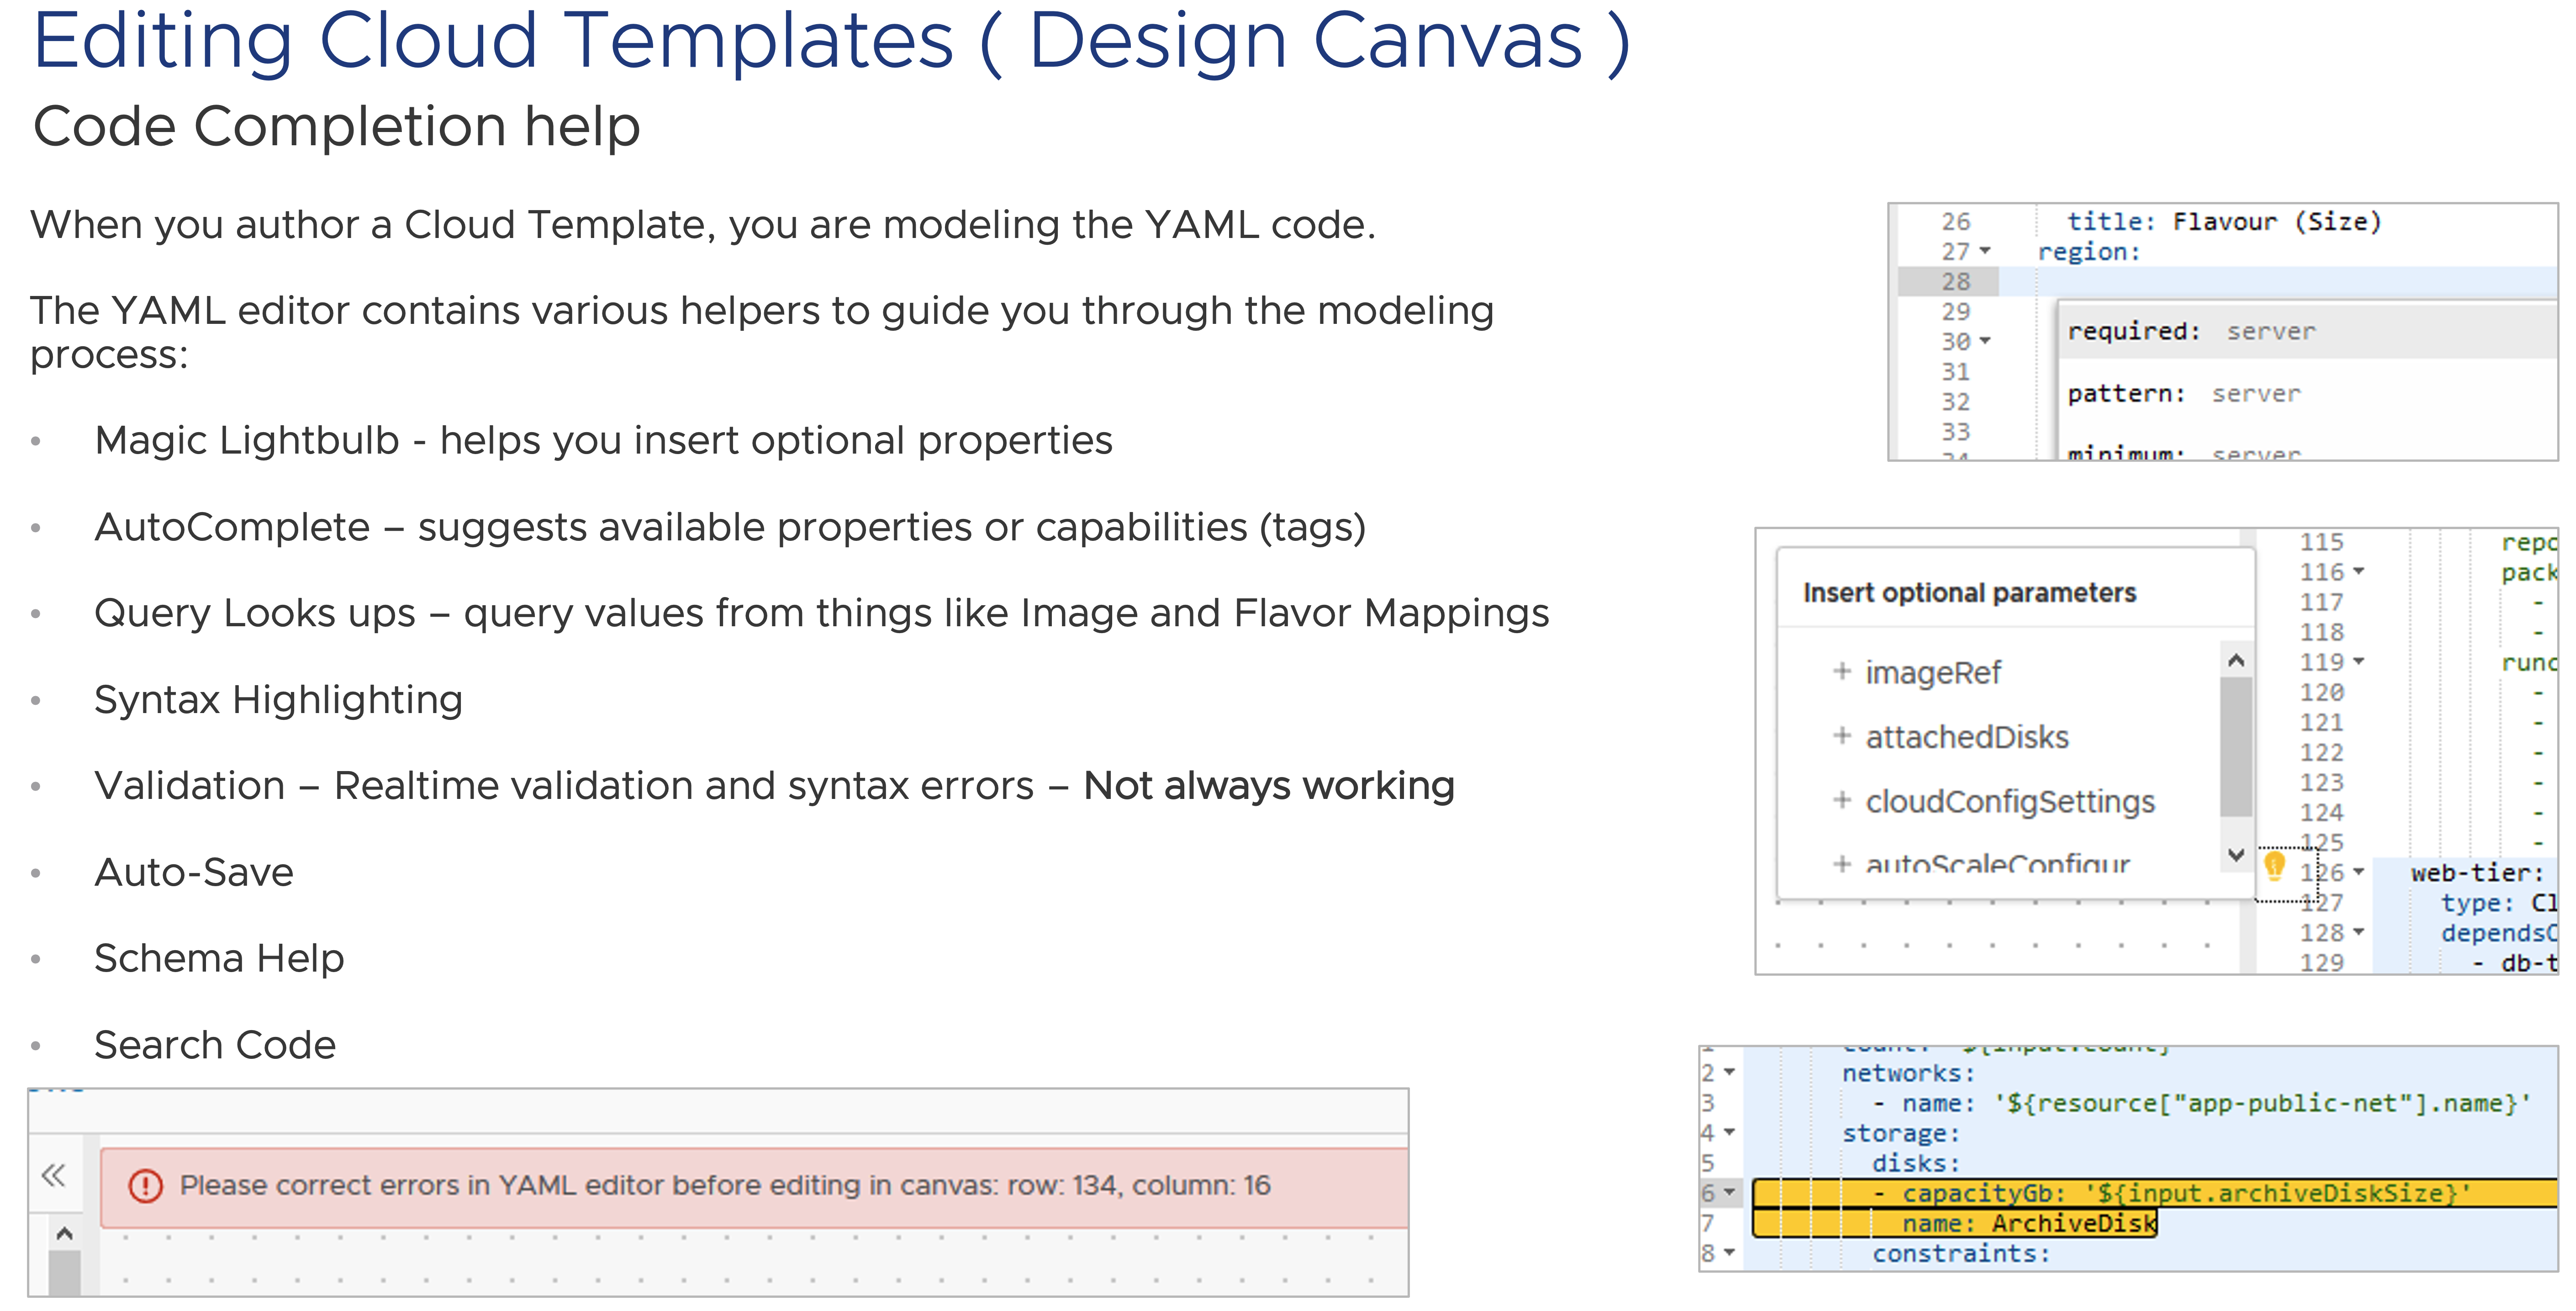 Editing Cloud Templates ( Design Canvas )
Code Completion help
When you author a Cloud Template, you are modeling the YAML code.
The YAML editor contains various helpers to guide you through the modeling
process:
• Magic Lightbulb - helps you insert optional properties
• AutoComplete – suggests available properties or capabilities (tags)
• Query Looks ups – query values from things like Image and Flavor Mappings
• Syntax Highlighting
• Validation – Realtime validation and syntax errors – Not always working
• Auto-Save
• Schema Help
• Search Code
Please correct errors in YAML editor before editing in canvas: row: 134, column: 16
26 title: Flavour (Size)
27 region:
28
29
30
31
32
33
34
required: server
pattern: server
minimum: server
Insert optional parameters
+ imageRef
+ attachedDisks
+ cloudConfigSettings
+ autoScaleConfigur
115 repo
116 pack
117 -
118 -
119 runc
120 -
121 -
122 -
123 -
124 -
125 -
126 web-tier:
127 type: Cl
128 dependsO
129 - db-t
count: '${input.count}'
2 networks:
3 - name: '${resource["app-public-net"].name}'
4 storage:
5 disks:
6 - capacityGb: '${input.archiveDiskSize}'
7 name: ArchiveDisk
8 constraints: